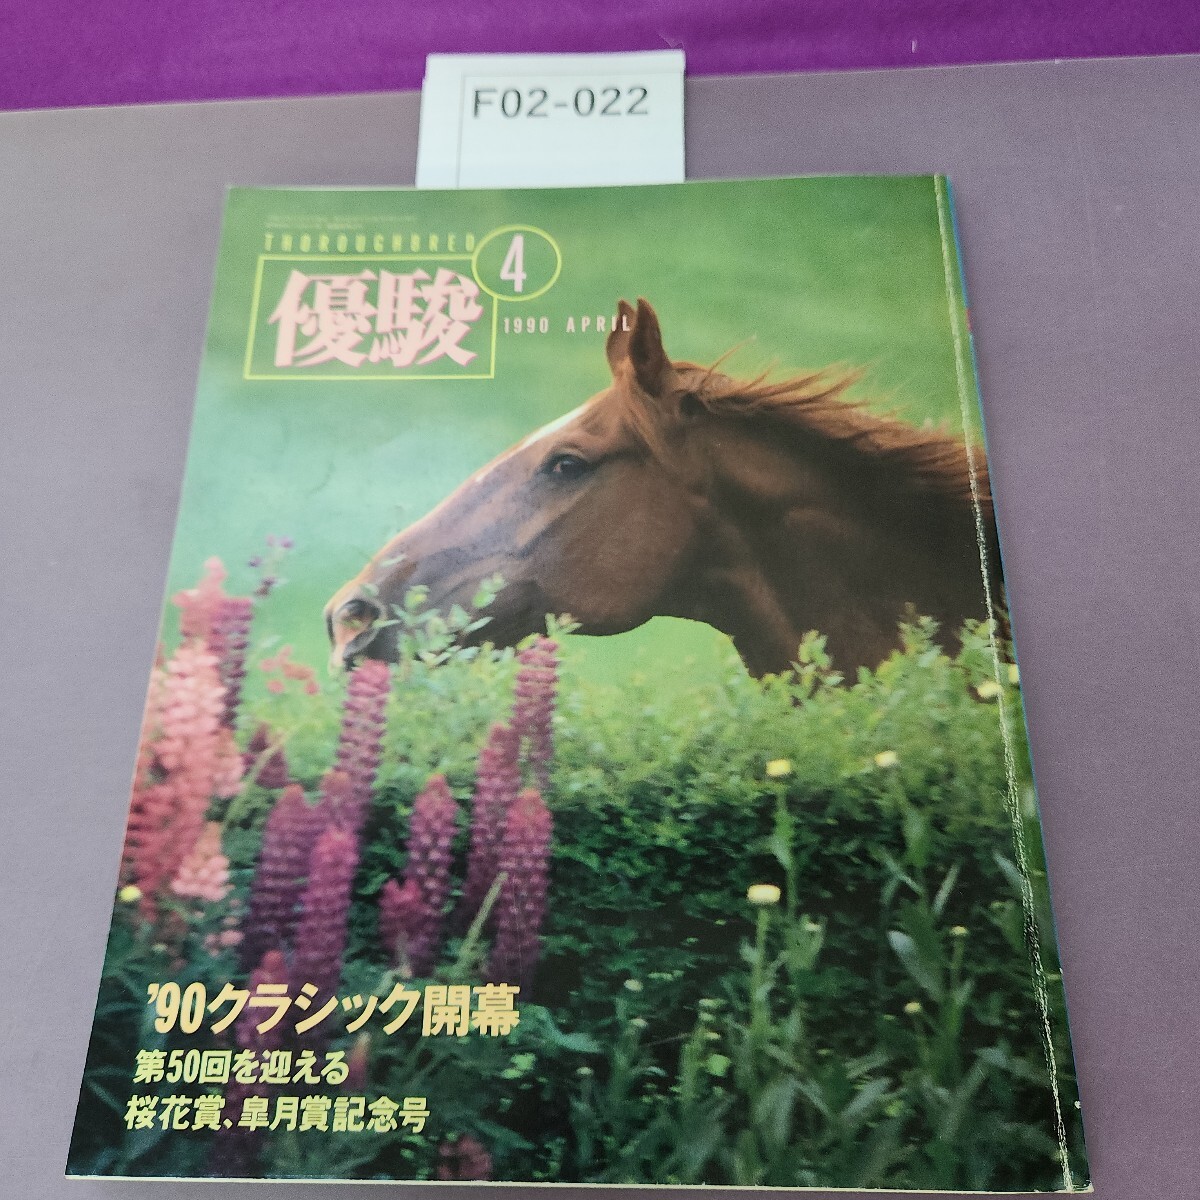 F02-022
THOROUGHBRED
4
優駿
1990 APRIL
'90クラシック開幕
第50回を迎える
桜花賞、皐月賞記念号